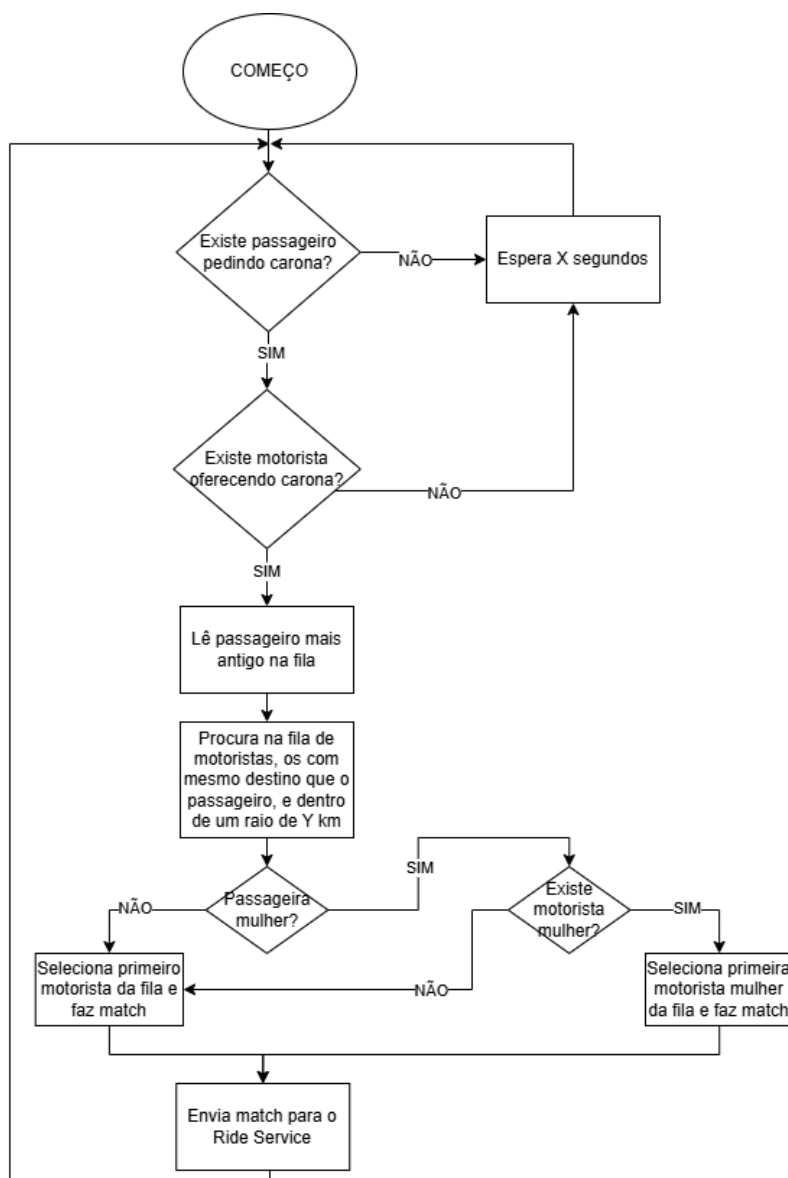 COMEÇO
Existe passageiro
pedindo carona?
NÃO
Espera X segundos
SIM
Existe motorista
oferecendo carona?
NÃO
SIM
Lê passageiro mais
antigo na fila
Procura na fila de
motoristas, os com
mesmo destino que o
passageiro, e dentro
de um raio de Y km
SIM
Passageira
mulher?
NÃO
Existe
motorista
mulher?
SIM
Seleciona primeiro
motorista da fila e
faz match
NÃO
Seleciona primeira
motorista mulher
da fila e faz match
Envia match para o
Ride Service